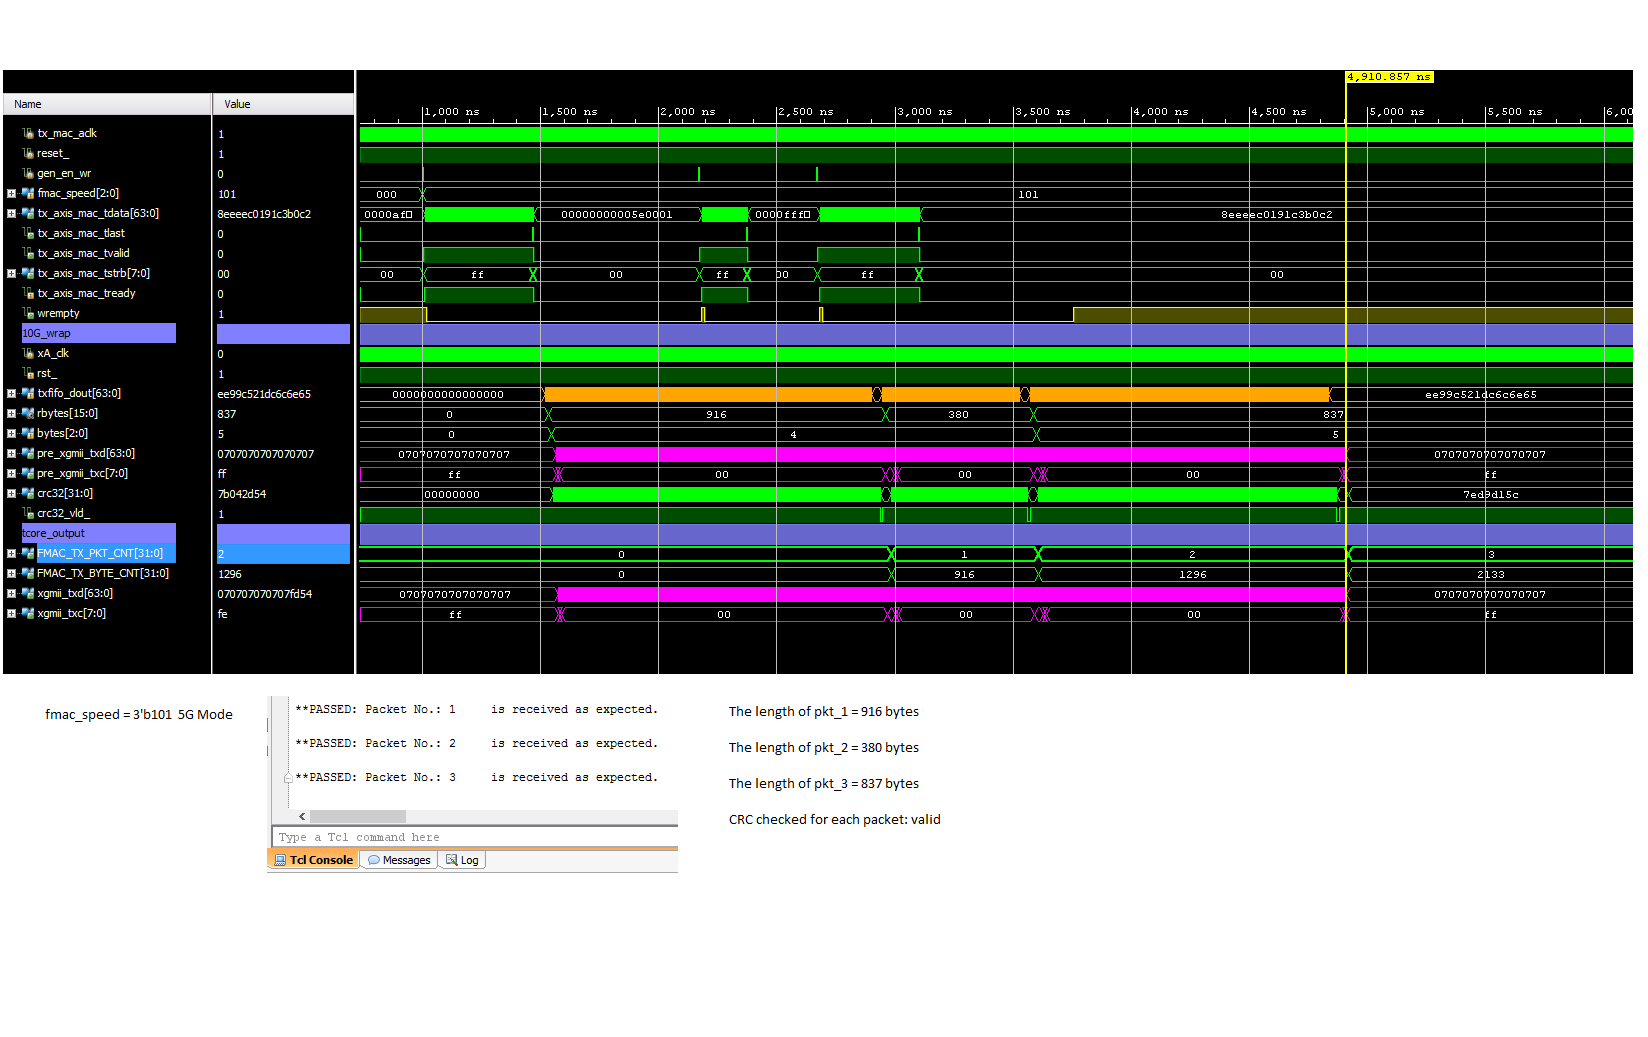 4,910.857 ns
Name Value
1,000 ns 1,500 ns 2,000 ns 2,500 ns 3,000 ns 3,500 ns 4,000 ns 4,500 ns 5,000 ns 5,500 ns 6,0
tx_mac_aclk 1
reset_ 1
gen_en_wr 0
fmac_speed[2:0] 101 000 101
tx_axis_mac_tdata[63:0] 8eeeec0191c3b0c2 0000af 00000000005e0001 0000fff 8eeeec0191c3b0c2
tx_axis_mac_tlast 0
tx_axis_mac_tvalid 0
tx_axis_mac_tstrb[7:0] 00 00 ff 00 ff 00 ff 00
tx_axis_mac_tready 0
wrempty 1
10G_wrap
xA_clk 0
rst_ 1
txfifo_dout[63:0] ee99c521dc6c6e65 0000000000000000 ee99c521dc6c6e65
rbytes[15:0] 837 0 916 380 837
bytes[2:0] 5 0 4 5
pre_xgmii_txd[63:0] 0707070707070707 0707070707070707 0707070707070707
pre_xgmii_txc[7:0] ff ff 00 00 00 ff
crc32[31:0] 7b042d54 00000000 7ed9d15c
crc32_vld_ 1
tcore_output
FMAC_TX_PKT_CNT[31:0] 2 0 1 2 3
FMAC_TX_BYTE_CNT[31:0] 1296 0 916 1296 2133
xgmii_txd[63:0] 070707070707fd54 0707070707070707 0707070707070707
xgmii_txc[7:0] fe ff 00 00 00 ff
fmac_speed = 3'b101 5G Mode
**PASSED: Packet No.: 1 is received as expected.
**PASSED: Packet No.: 2 is received as expected.
**PASSED: Packet No.: 3 is received as expected.
Type a Tcl command here
Tcl Console Messages Log
The length of pkt_1 = 916 bytes
The length of pkt_2 = 380 bytes
The length of pkt_3 = 837 bytes
CRC checked for each packet: valid